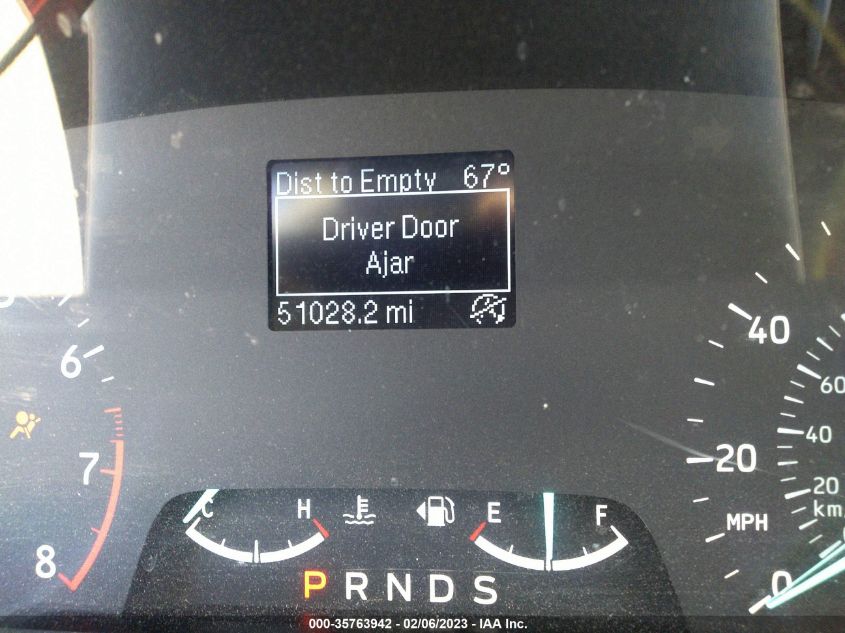 Dist to Empty 67°
Driver Door
Ajar
51028.2 mi
6
7
8
C H
E F
P R N D S
40
20
0
MPH
60
40
20
km/
000-35763942 - 02/06/2023 - IAA Inc.